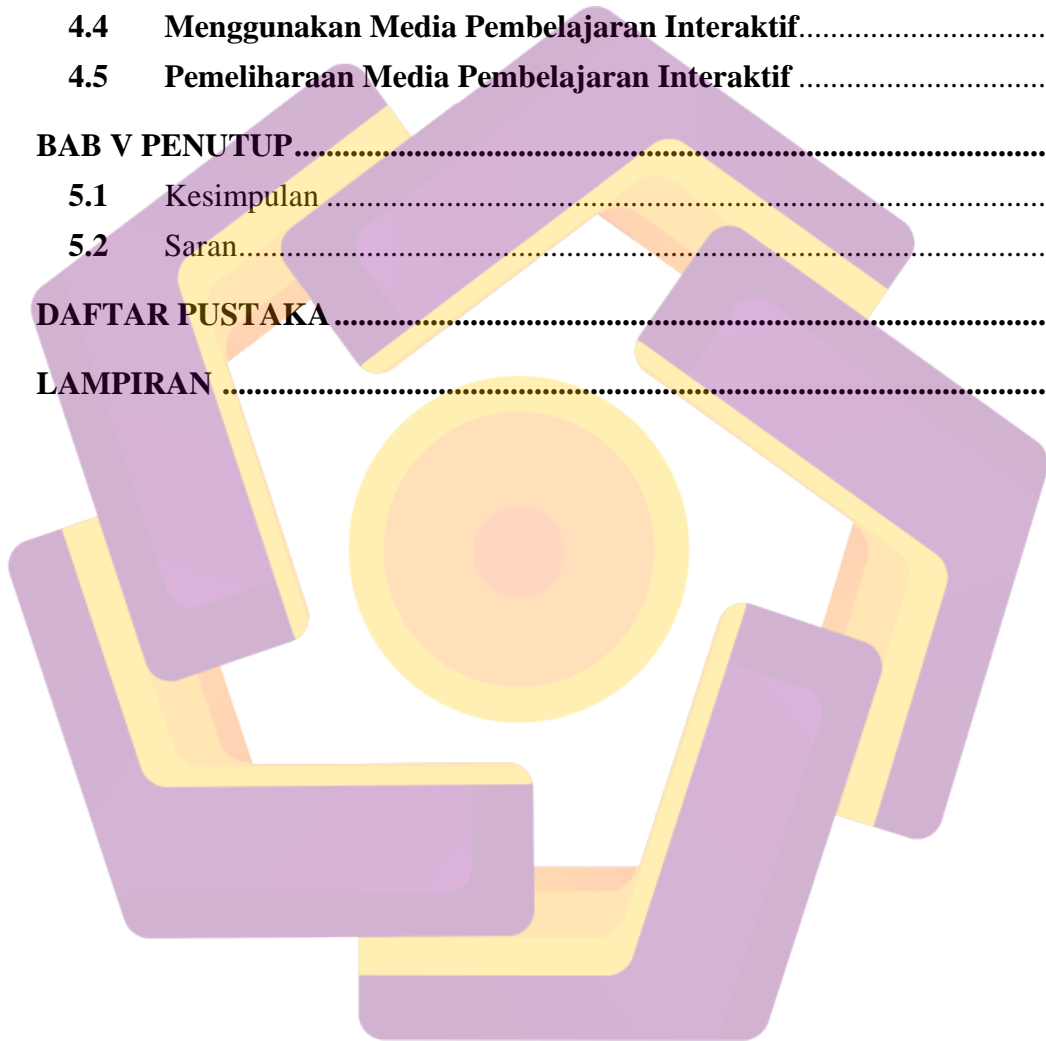 4.4 Menggunakan Media Pembelajaran Interaktif............................
4.5 Pemeliharaan Media Pembelajaran Interaktif ............................
BAB V PENUTUP..........................................................................................
5.1 Kesimpulan ..........................................................................................
5.2 Saran....................................................................................................
DAFTAR PUSTAKA.....................................................................................
LAMPIRAN ..................................................................................................